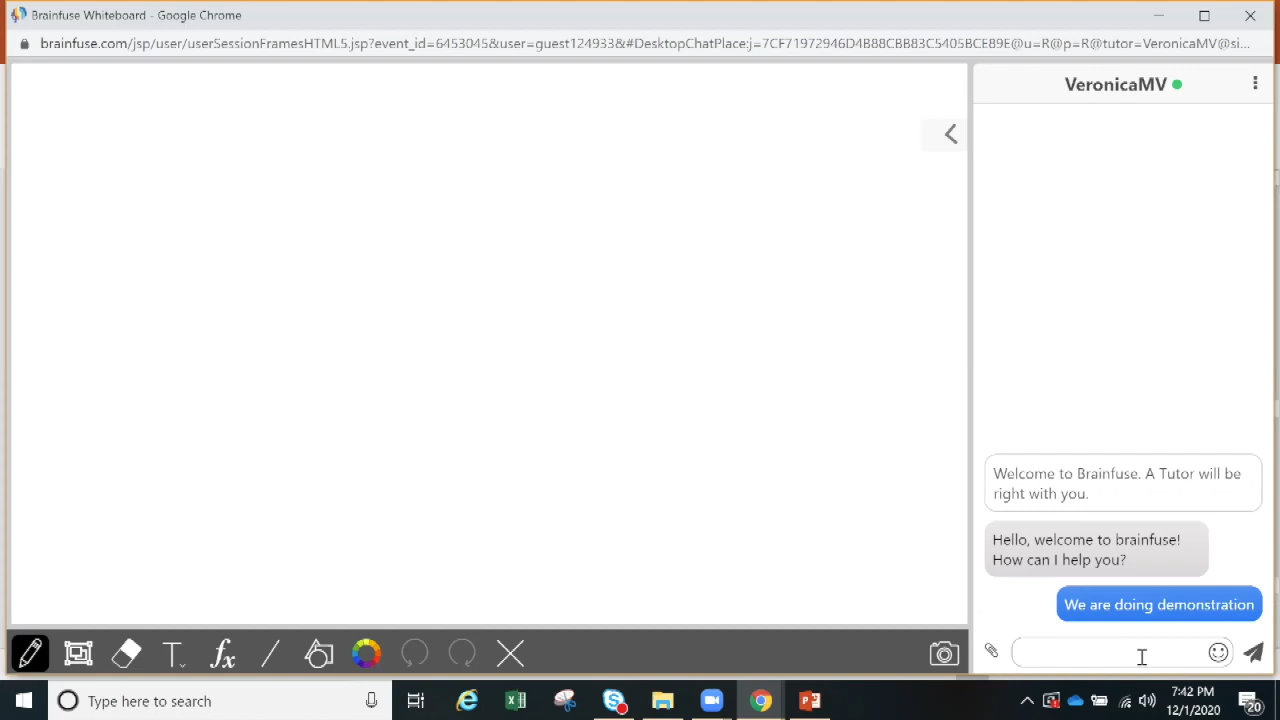 Brainfuse Whiteboard - Google Chrome
brainfuse.com/jsp/user/userSessionFramesHTML5.jsp?event_id=6453045&user=guest124933&#DesktopChatPlace:j=7CF71972946D4B88CBB83C5405BCE89E@u=R@p=R@tutor=VeronicaMV@si...
VeronicaMV
Welcome to Brainfuse. A Tutor will be
right with you.
Hello, welcome to brainfuse!
How can I help you?
We are doing demonstration
T
fx
Type here to search
7:42 PM
12/1/2020
20